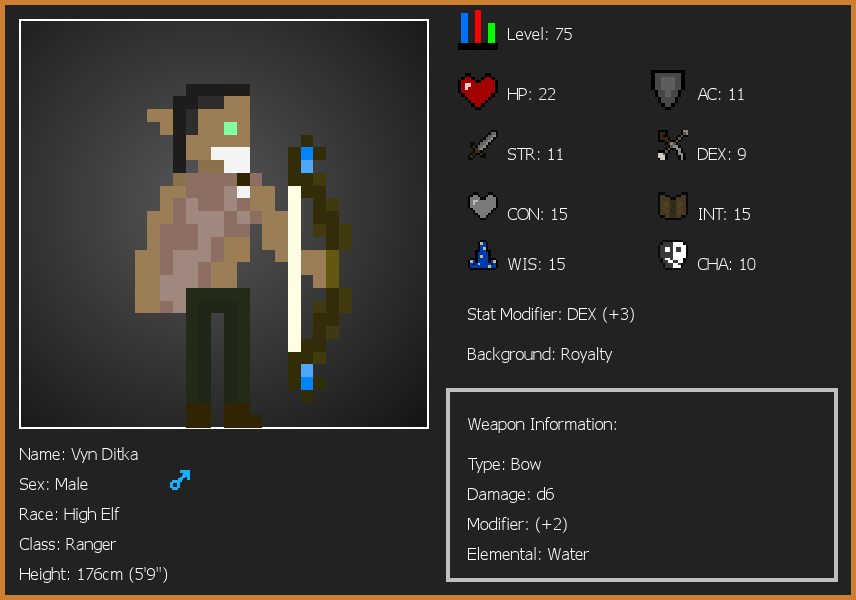 Level: 75
HP: 22
AC: 11
STR: 11
DEX: 9
CON: 15
INT: 15
WIS: 15
CHA: 10
Stat Modifier: DEX (+3)
Background: Royalty
Weapon Information:
Type: Bow
Damage: d6
Modifier: (+2)
Elemental: Water
Name: Vyn Ditka
Sex: Male
Race: High Elf
Class: Ranger
Height: 176cm (5'9")